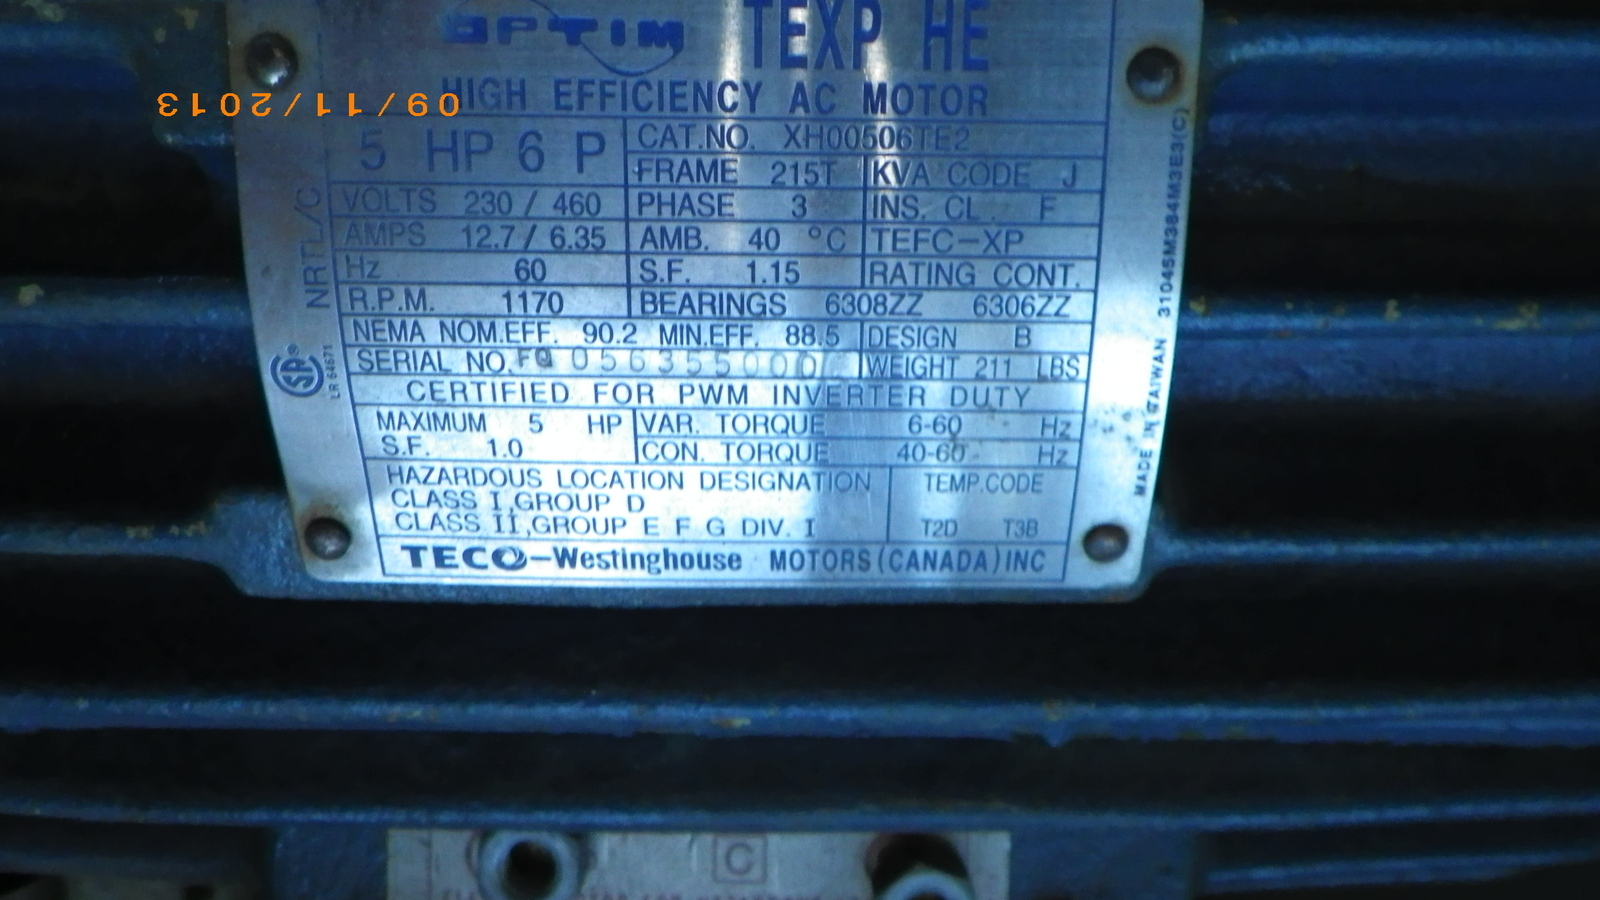 OPTIM TEXP HE
HIGH EFFICIENCY AC MOTOR
09/11/2013
5 HP 6 P
CAT.NO. XH00506TE2
FRAME 215T KVA CODE J
VOLTS 230 / 460 PHASE 3 INS. CL. F
AMPS 12.7 / 6.35 AMB. 40 °C TEFC-XP
Hz 60 S.F. 1.15 RATING CONT.
R.P.M. 1170 BEARINGS 6308ZZ 6306ZZ
NEMA NOM.EFF. 90.2 MIN.EFF. 88.5 DESIGN B
SERIAL NO. WEIGHT 211 LBS
CERTIFIED FOR PWM INVERTER DUTY
MAXIMUM 5 HP VAR. TORQUE 6-60 Hz
S.F. 1.0 CON. TORQUE 40-60 Hz
HAZARDOUS LOCATION DESIGNATION TEMP.CODE
CLASS I,GROUP D
CLASS II,GROUP E F G DIV. I T2D T3B
TECO-Westinghouse MOTORS(CANADA)INC
NRTL/C
LR 64671
MADE IN TAIWAN 31045M384M3E3(C)
C